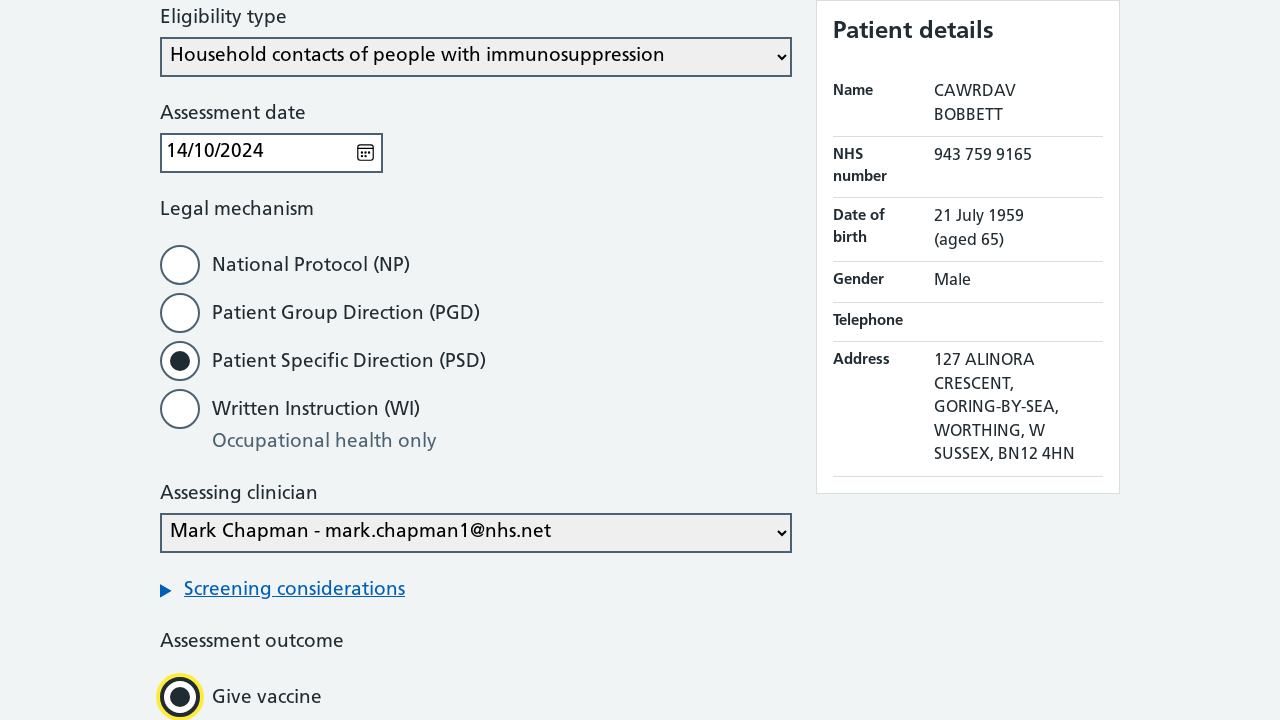 Eligibility type
Household contacts of people with immunosuppression
Assessment date
14/10/2024
Legal mechanism
National Protocol (NP)
Patient Group Direction (PGD)
Patient Specific Direction (PSD)
Written Instruction (WI)
Occupational health only
Assessing clinician
Mark Chapman - mark.chapman1@nhs.net
Screening considerations
Assessment outcome
Give vaccine
Patient details
Name
CAWRDAV
BOBBETT
NHS
number
943 759 9165
Date of
birth
21 July 1959
(aged 65)
Gender
Male
Telephone
Address
127 ALINORA
CRESCENT,
GORING-BY-SEA,
WORTHING, W
SUSSEX, BN12 4HN